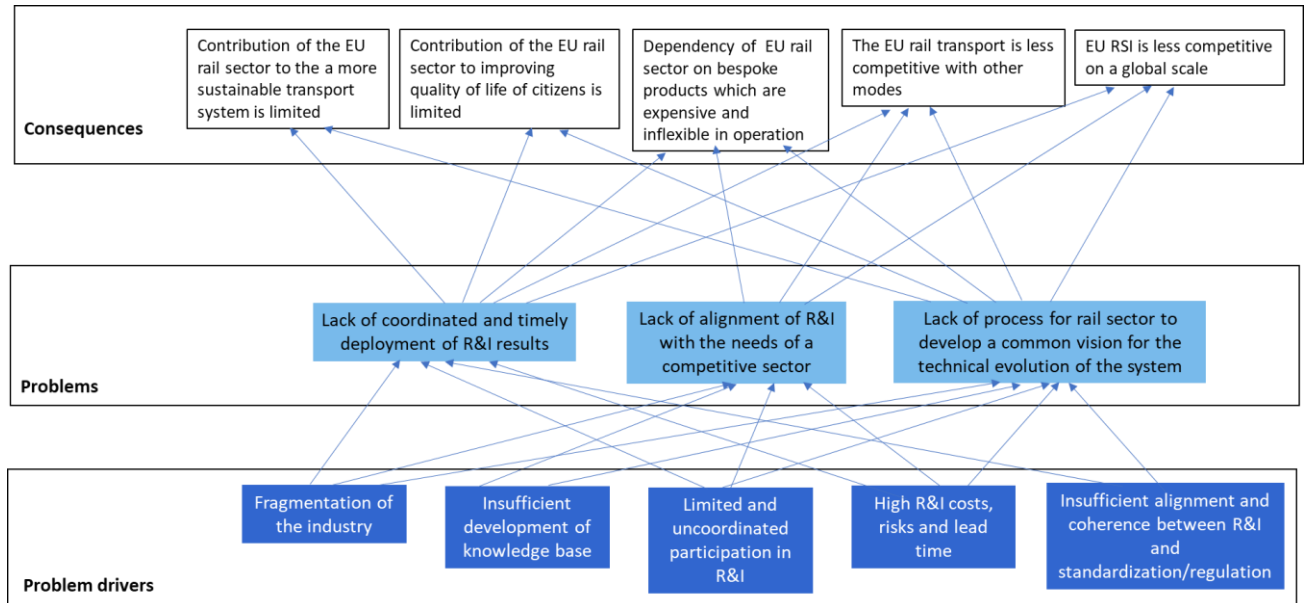 Contribution of the EU
rail sector to the a more
sustainable transport
system is limited
Contribution of the EU rail
sector to improving
quality of life of citizens is
limited
Dependency of EU rail
sector on bespoke
products which are
expensive and
inflexible in operation
The EU rail transport is less
competitive with other
modes
EU RSI is less competitive
on a global scale
Consequences
Lack of coordinated and timely
deployment of R&I results
Lack of alignment of R&I
with the needs of a
competitive sector
Lack of process for rail sector to
develop a common vision for the
technical evolution of the system
Problems
Fragmentation of
the industry
Insufficient
development of
knowledge base
Limited and
uncoordinated
participation in
R&I
High R&I costs,
risks and lead
time
Insufficient alignment and
coherence between R&I
and
standardization/regulation
Problem drivers